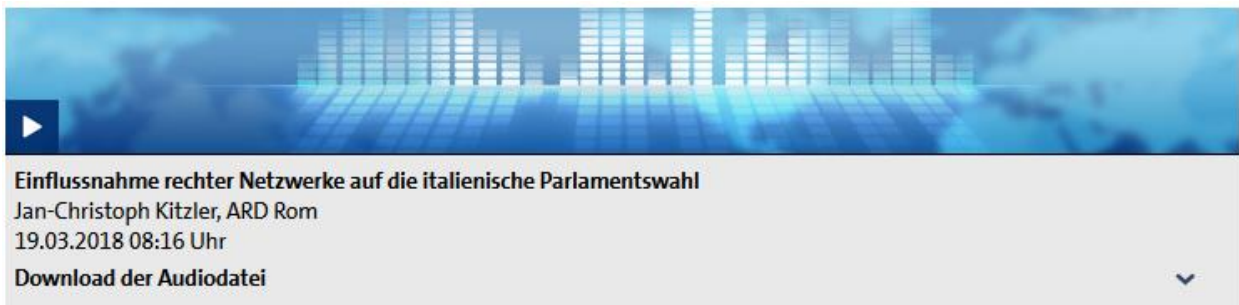 Einflussnahme rechter Netzwerke auf die italienische Parlamentswahl
Jan-Christoph Kitzler, ARD Rom
19.03.2018 08:16 Uhr
Download der Audiodatei